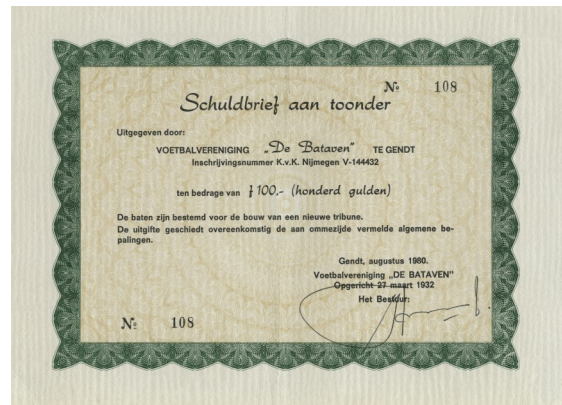 Nº 108
Schuldbrief aan toonder
Uitgegeven door:
VOETBALVERENIGING „De Bataven” TE GENDT
Inschrijvingsnummer K.v.K. Nijmegen V-144432
ten bedrage van ƒ 100,- (honderd gulden)
De baten zijn bestemd voor de bouw van een nieuwe tribune.
De uitgifte geschiedt overeenkomstig de aan ommezijde vermelde algemene be-
palingen.
Gendt, augustus 1980.
Voetbalvereniging „DE BATAVEN”
Opgericht 27 maart 1932
Het Bestuur:
Nº 108